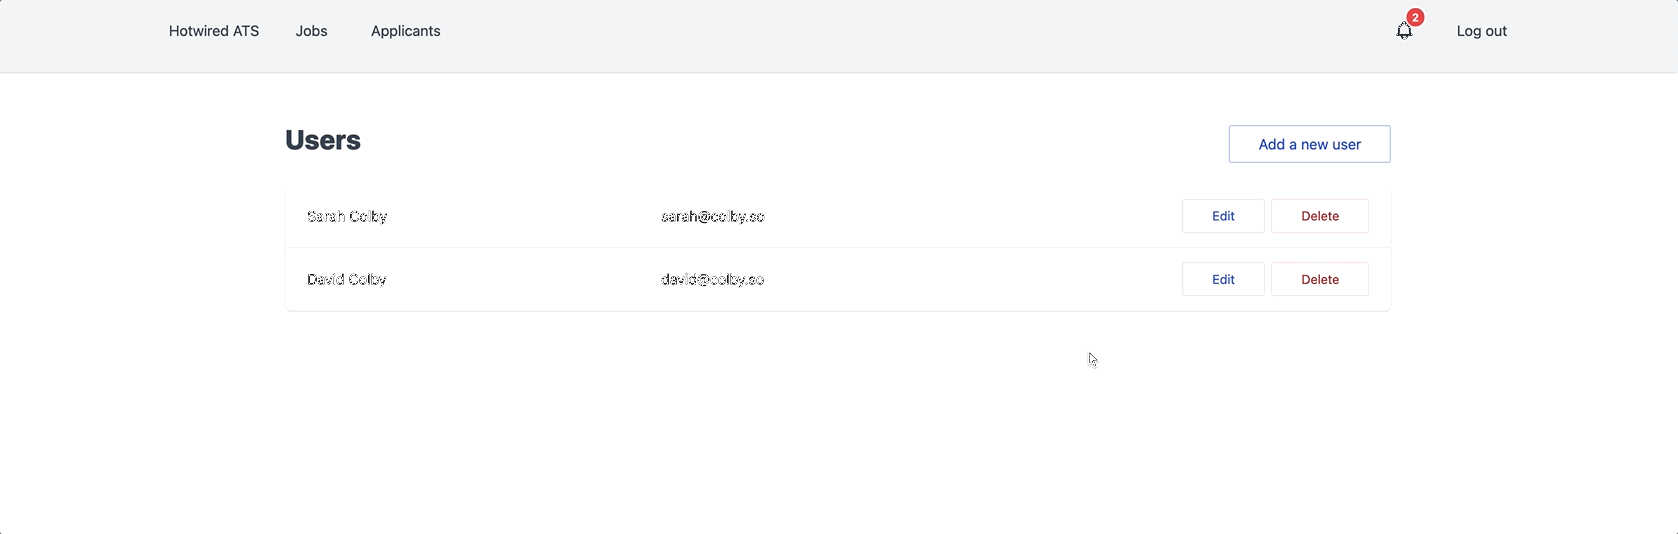 Hotwired ATS Jobs Applicants 2 Log out
Users Add a new user
Sarah Colby sarah@colby.so Edit Delete
David Colby david@colby.so Edit Delete